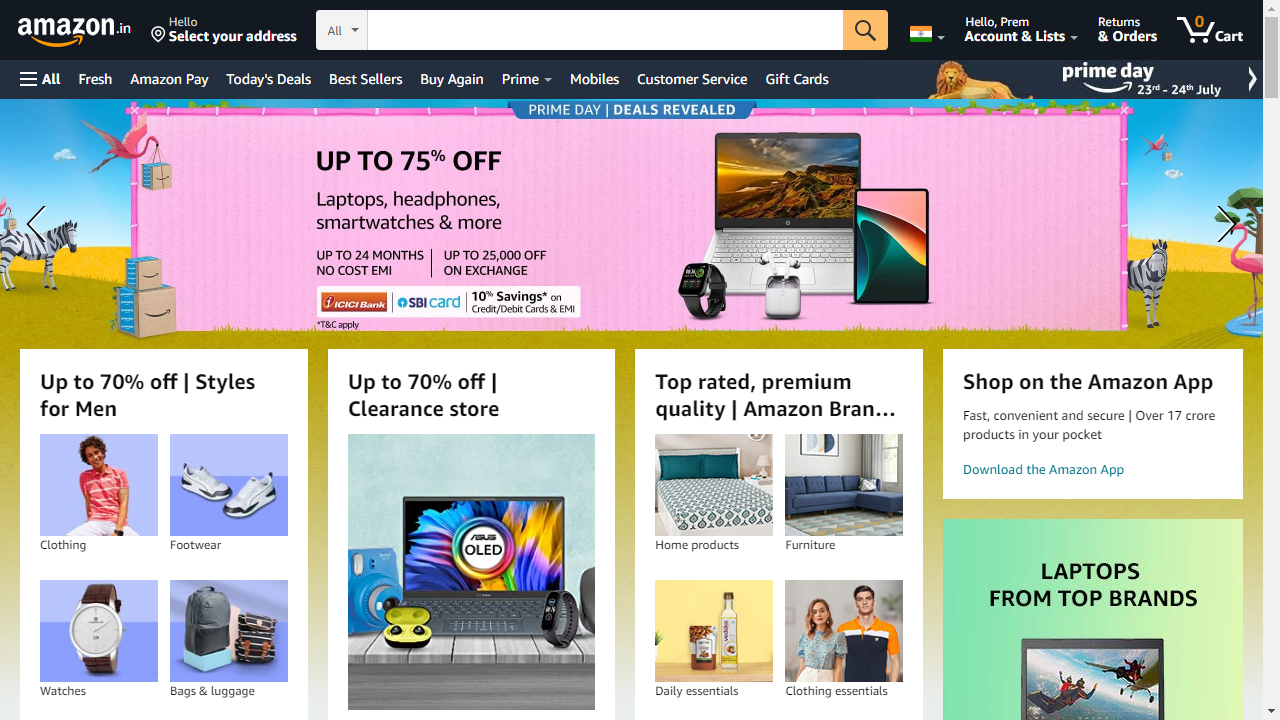 amazon.in
Hello
Select your address
All
Hello, Prem
Account & Lists
Returns
& Orders
0
Cart
All
Fresh
Amazon Pay
Today's Deals
Best Sellers
Buy Again
Prime
Mobiles
Customer Service
Gift Cards
prime day
23rd - 24th July
PRIME DAY | DEALS REVEALED
UP TO 75% OFF
Laptops, headphones,
smartwatches & more
UP TO 24 MONTHS
NO COST EMI
UP TO 25,000 OFF
ON EXCHANGE
ICICI Bank
SBI card
10% Savings* on
Credit/Debit Cards & EMI
*T&C apply
Up to 70% off | Styles
for Men
Clothing
Footwear
Watches
Bags & luggage
Up to 70% off |
Clearance store
ASUS
OLED
Top rated, premium
quality | Amazon Bran…
Home products
Furniture
Daily essentials
Clothing essentials
Shop on the Amazon App
Fast, convenient and secure | Over 17 crore
products in your pocket
Download the Amazon App
LAPTOPS
FROM TOP BRANDS